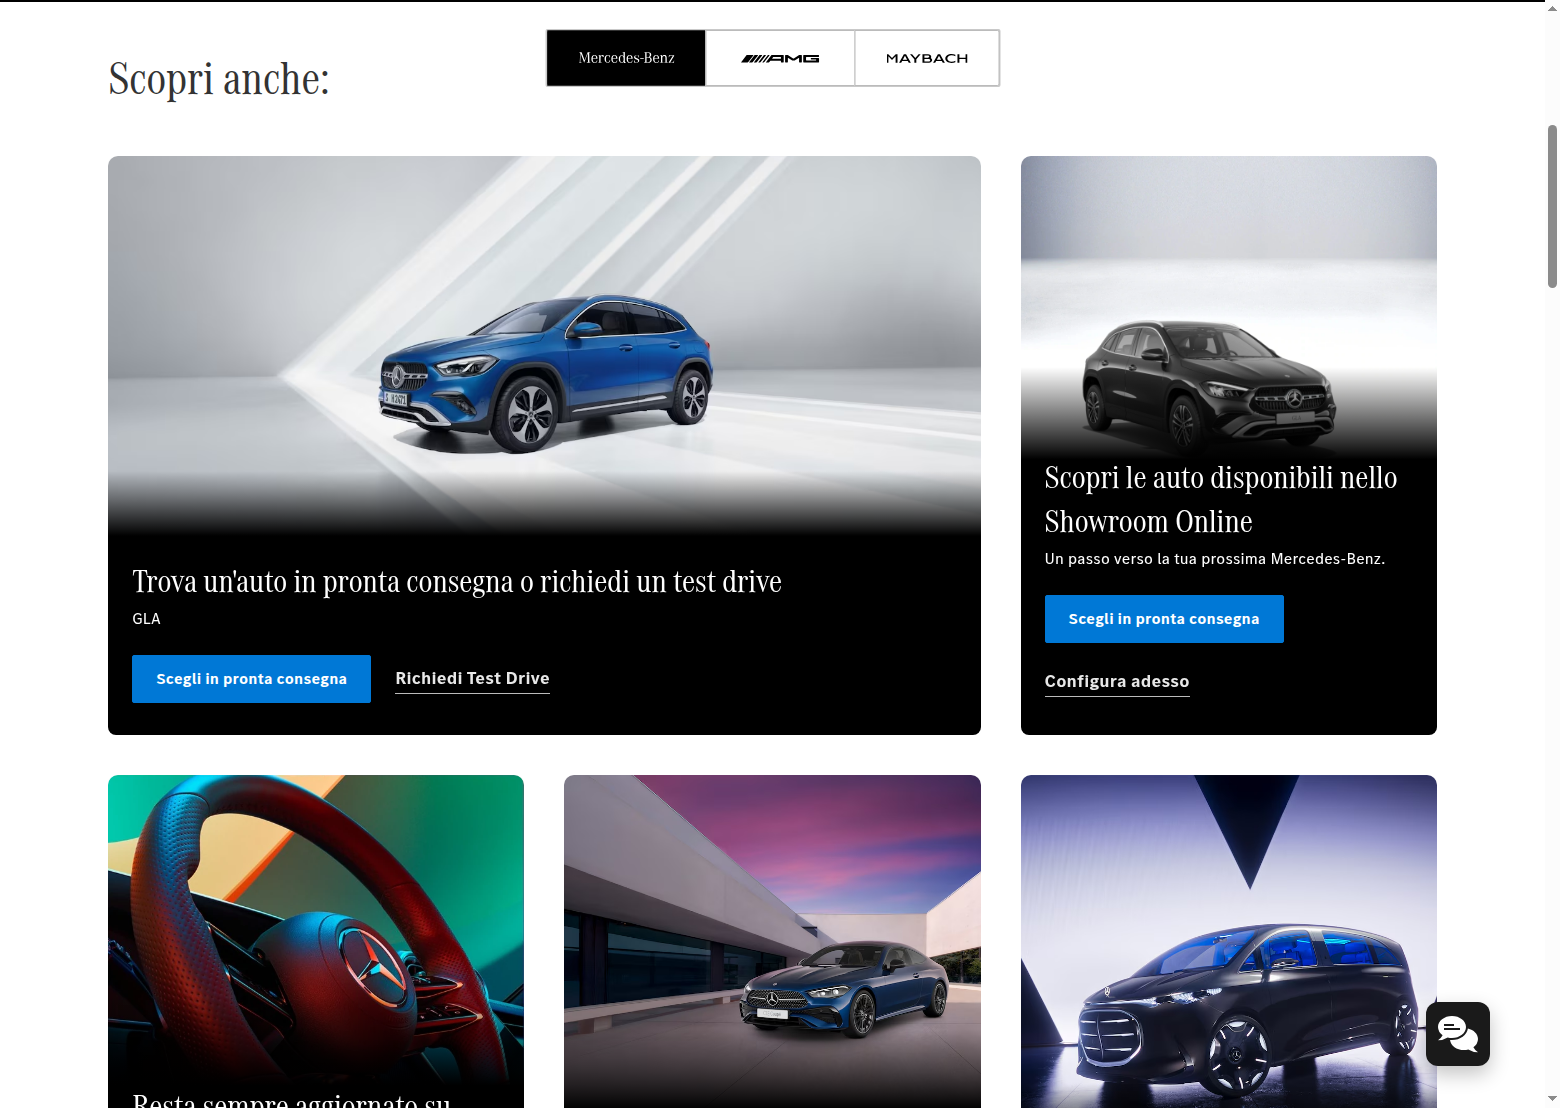 Mercedes-Benz
AMG
MAYBACH
Scopri anche:
Trova un'auto in pronta consegna o richiedi un test drive
GLA
Scegli in pronta consegna
Richiedi Test Drive
Scopri le auto disponibili nello
Showroom Online
Un passo verso la tua prossima Mercedes-Benz.
Scegli in pronta consegna
Configura adesso
Resta sempre aggiornato su